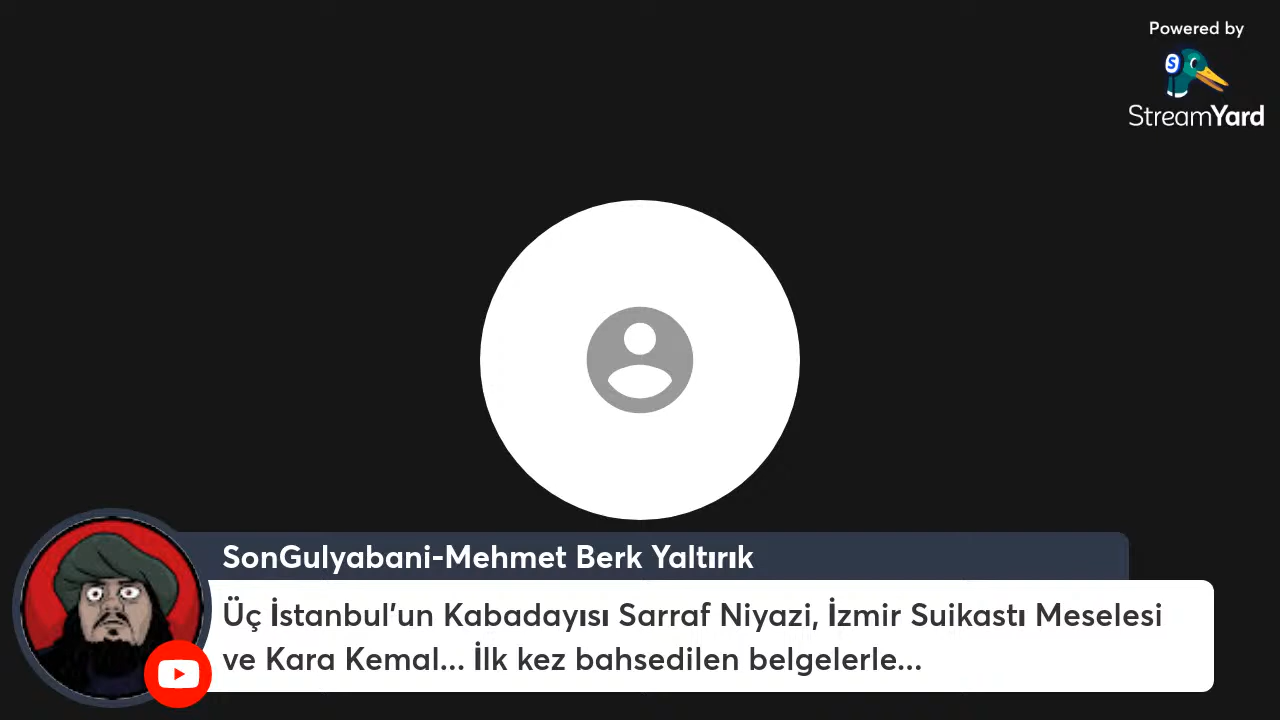 Powered by
S
StreamYard
SonGulyabani-Mehmet Berk Yaltırık
Üç İstanbul'un Kabadayısı Sarraf Niyazi, İzmir Suikastı Meselesi
ve Kara Kemal... İlk kez bahsedilen belgelerle...